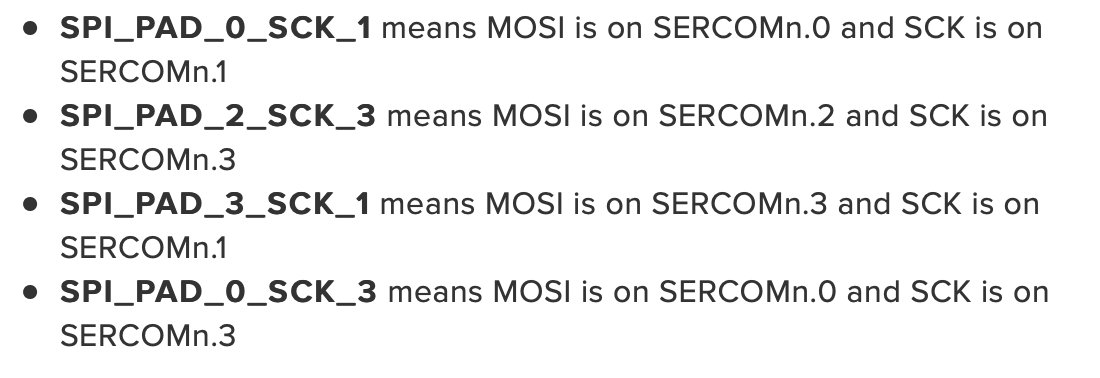 • SPI_PAD_0_SCK_1 means MOSI is on SERCOMn.0 and SCK is on
SERCOMn.1
• SPI_PAD_2_SCK_3 means MOSI is on SERCOMn.2 and SCK is on
SERCOMn.3
• SPI_PAD_3_SCK_1 means MOSI is on SERCOMn.3 and SCK is on
SERCOMn.1
• SPI_PAD_0_SCK_3 means MOSI is on SERCOMn.0 and SCK is on
SERCOMn.3